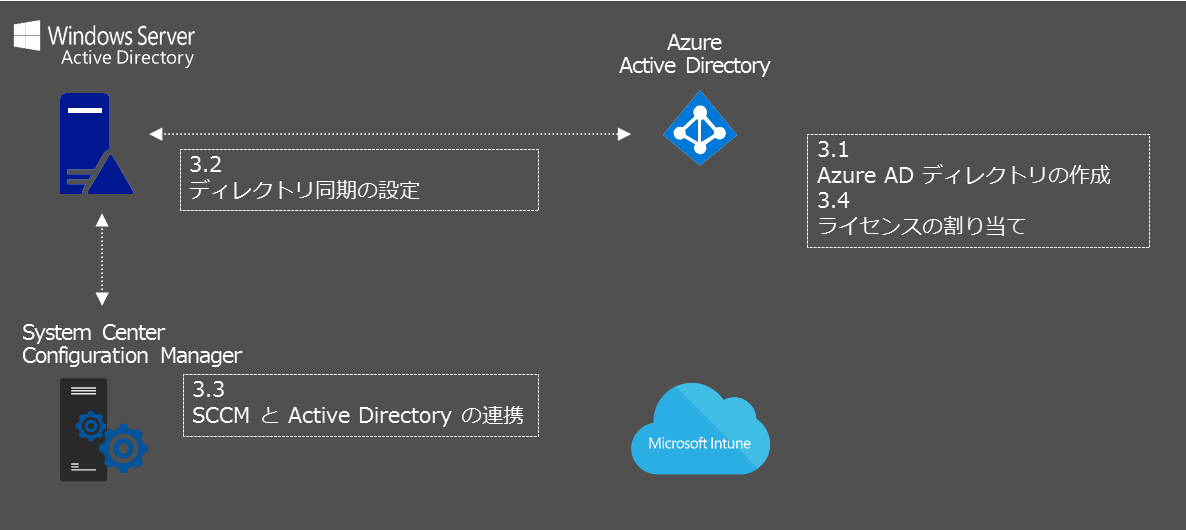 Windows Server
Active Directory
Azure
Active Directory
3.2
ディレクトリ同期の設定
3.1
Azure AD ディレクトリの作成
3.4
ライセンスの割り当て
System Center
Configuration Manager
3.3
SCCM と Active Directory の連携
Microsoft Intune